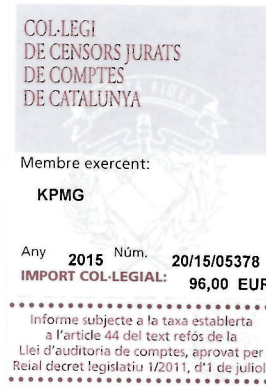 COL·LEGI
DE CENSORS JURATS
DE COMPTES
DE CATALUNYA
FIDES
Membre exercent:
KPMG
Any 2015 Núm. 20/15/05378
IMPORT COL·LEGIAL: 96,00 EUR
Informe subjecte a la taxa establerta
a l'article 44 del text refós de la
Llei d'auditoria de comptes, aprovat per
Reial decret legislatiu 1/2011, d'1 de juliol